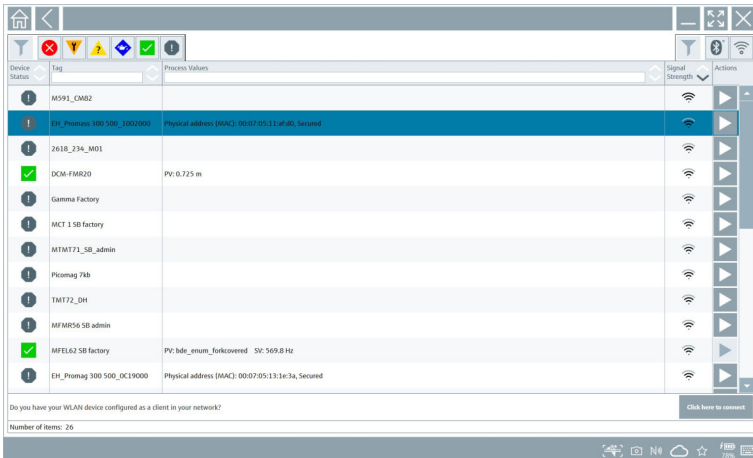 Device Status
Tag
Process Values
Signal Strength
Actions
M591_CM82
EH_Promass 300 500_1002000 Physical address (MAC): 00:07:05:11:af:d0, Secured
2618_234_M01
DCM-FMR20 PV: 0.725 m
Gamma Factory
MCT 1 SB factory
MTMT71_SB_admin
Picomag 7kb
TMT72_DH
MFMR56 SB admin
MFEL62 SB factory PV: bde_enum_forkcovered SV: 569.8 Hz
EH_Promag 300 500_0C19000 Physical address (MAC): 00:07:05:13:1e:3a, Secured
Do you have your WLAN device configured as a client in your network? Click here to connect
Number of items: 26
78%